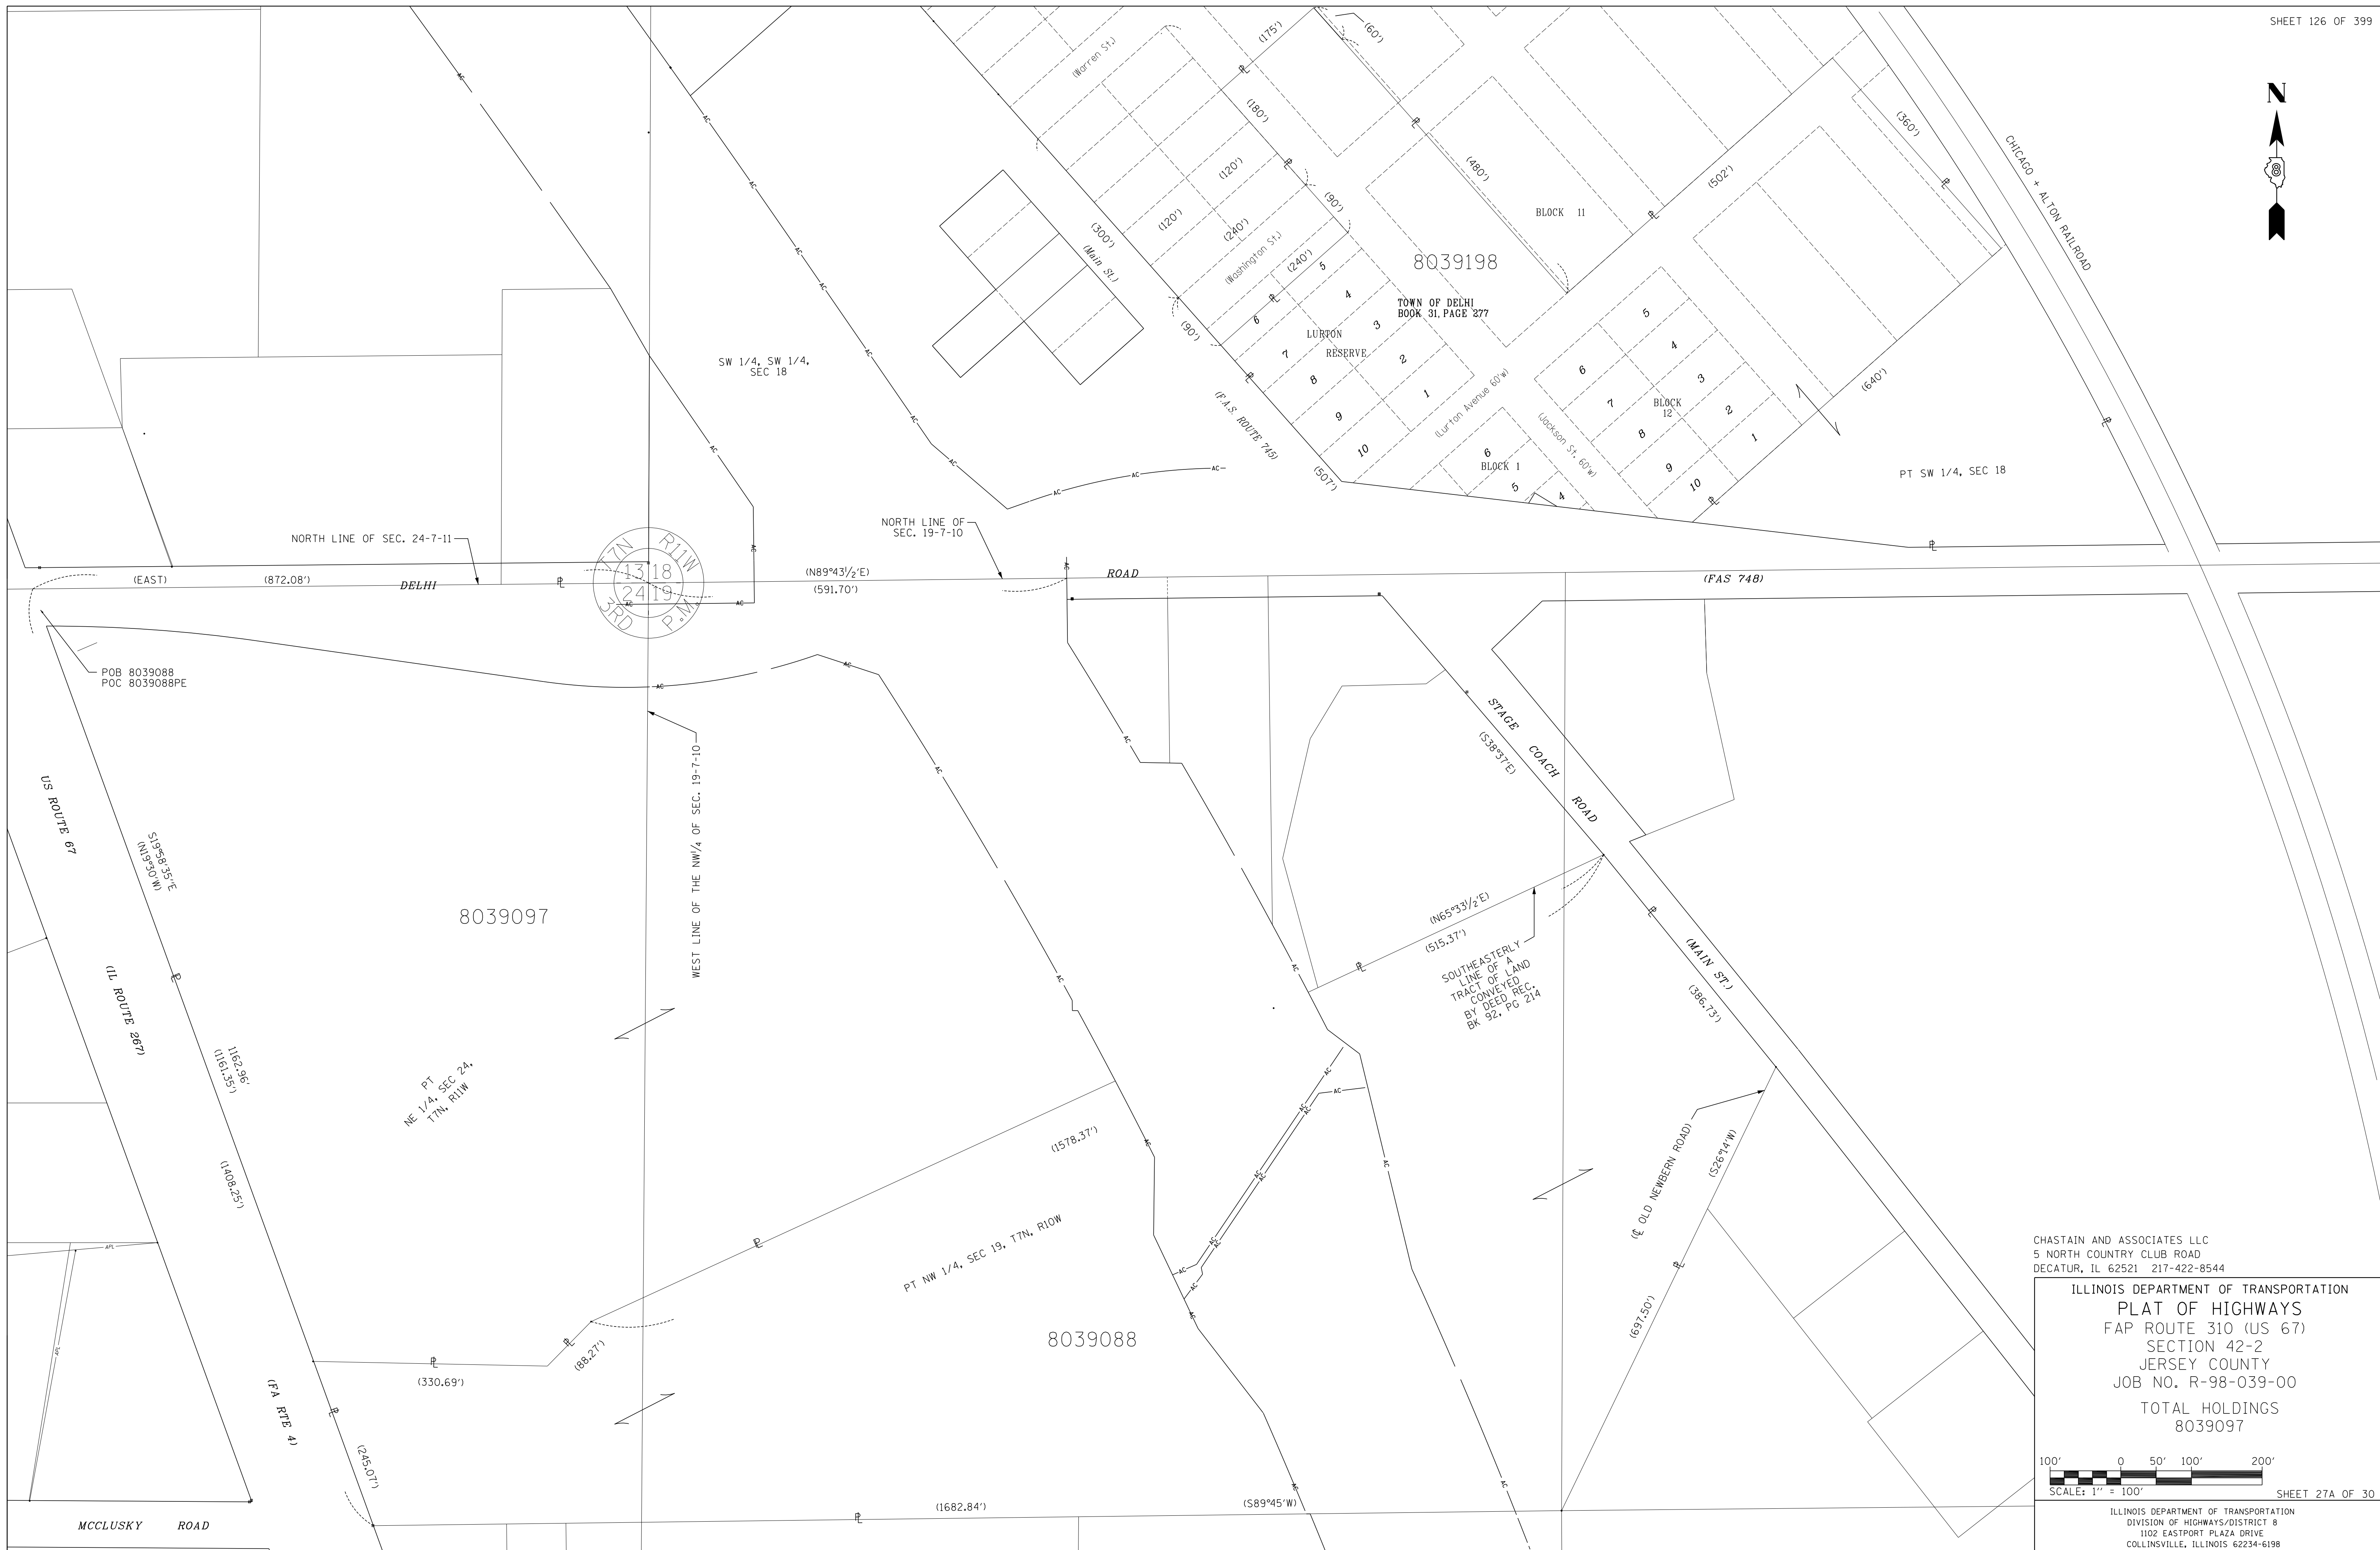 SHEET 126 OF 399
N
8
CHICAGO + ALTON RAILROAD
(Warren St.)
(175')
(60')
(180')
(480')
(360')
(502')
(120')
(120')
(90')
(240')
(Washington St.)
(240')
(300')
(Main St.)
(90')
BLOCK 11
8039198
TOWN OF DELHI
BOOK 31, PAGE 277
LURTON
RESERVE
5
4
3
2
1
6
7
8
9
10
(F.A.S. ROUTE 745)
(507')
(Lurton Avenue 60'w)
(Jackson St. 60'w)
6
BLOCK 1
5
4
5
4
3
2
1
6
7
8
9
10
BLOCK
12
(640')
PT SW 1/4, SEC 18
SW 1/4, SW 1/4,
SEC 18
NORTH LINE OF SEC. 24-7-11
NORTH LINE OF
SEC. 19-7-10
T7N R11W
13 18
24 19
3RD P.M.
(EAST)
(872.08')
DELHI
(N89°43½'E)
(591.70')
ROAD
(FAS 748)
POB 8039088
POC 8039088PE
US ROUTE 67
S19°58'35"E
(N19°30'W)
WEST LINE OF THE NW¼ OF SEC. 19-7-10
STAGE COACH ROAD
(S38°37'E)
8039097
(N65°33½'E)
(515.37')
SOUTHEASTERLY
LINE OF A
TRACT OF LAND
CONVEYED
BY DEED REC.
BK 92, PG 214
(MAIN ST.)
(386.73')
(IL ROUTE 267)
1162.96'
(1161.35')
PT
NE 1/4, SEC 24,
T7N, R11W
(1408.25')
(1578.37')
PT NW 1/4, SEC 19, T7N, R10W
(℄ OLD NEWBERN ROAD)
(S26°14'W)
(697.50')
8039088
(88.27')
(330.69')
(FA RTE 4)
(245.07')
APL
APL
(1682.84')
(S89°45'W)
MCCLUSKY ROAD
CHASTAIN AND ASSOCIATES LLC
5 NORTH COUNTRY CLUB ROAD
DECATUR, IL 62521 217-422-8544
ILLINOIS DEPARTMENT OF TRANSPORTATION
PLAT OF HIGHWAYS
FAP ROUTE 310 (US 67)
SECTION 42-2
JERSEY COUNTY
JOB NO. R-98-039-00
TOTAL HOLDINGS
8039097
100' 0 50' 100' 200'
SCALE: 1" = 100'
SHEET 27A OF 30
ILLINOIS DEPARTMENT OF TRANSPORTATION
DIVISION OF HIGHWAYS/DISTRICT 8
1102 EASTPORT PLAZA DRIVE
COLLINSVILLE, ILLINOIS 62234-6198